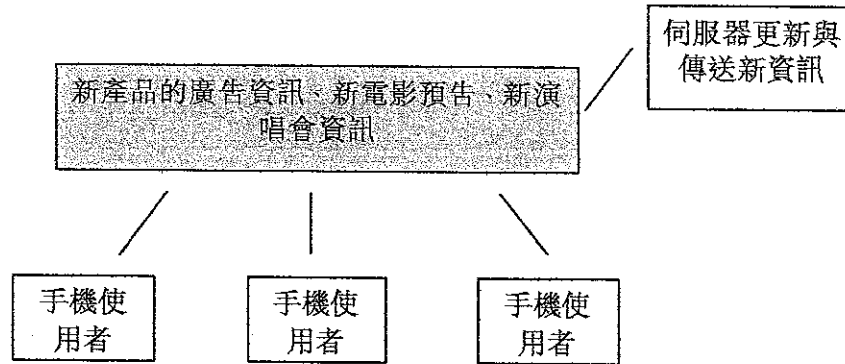 伺服器更新與
傳送新資訊
新產品的廣告資訊、新電影預告、新演
唱會資訊
手機使
用者
手機使
用者
手機使
用者